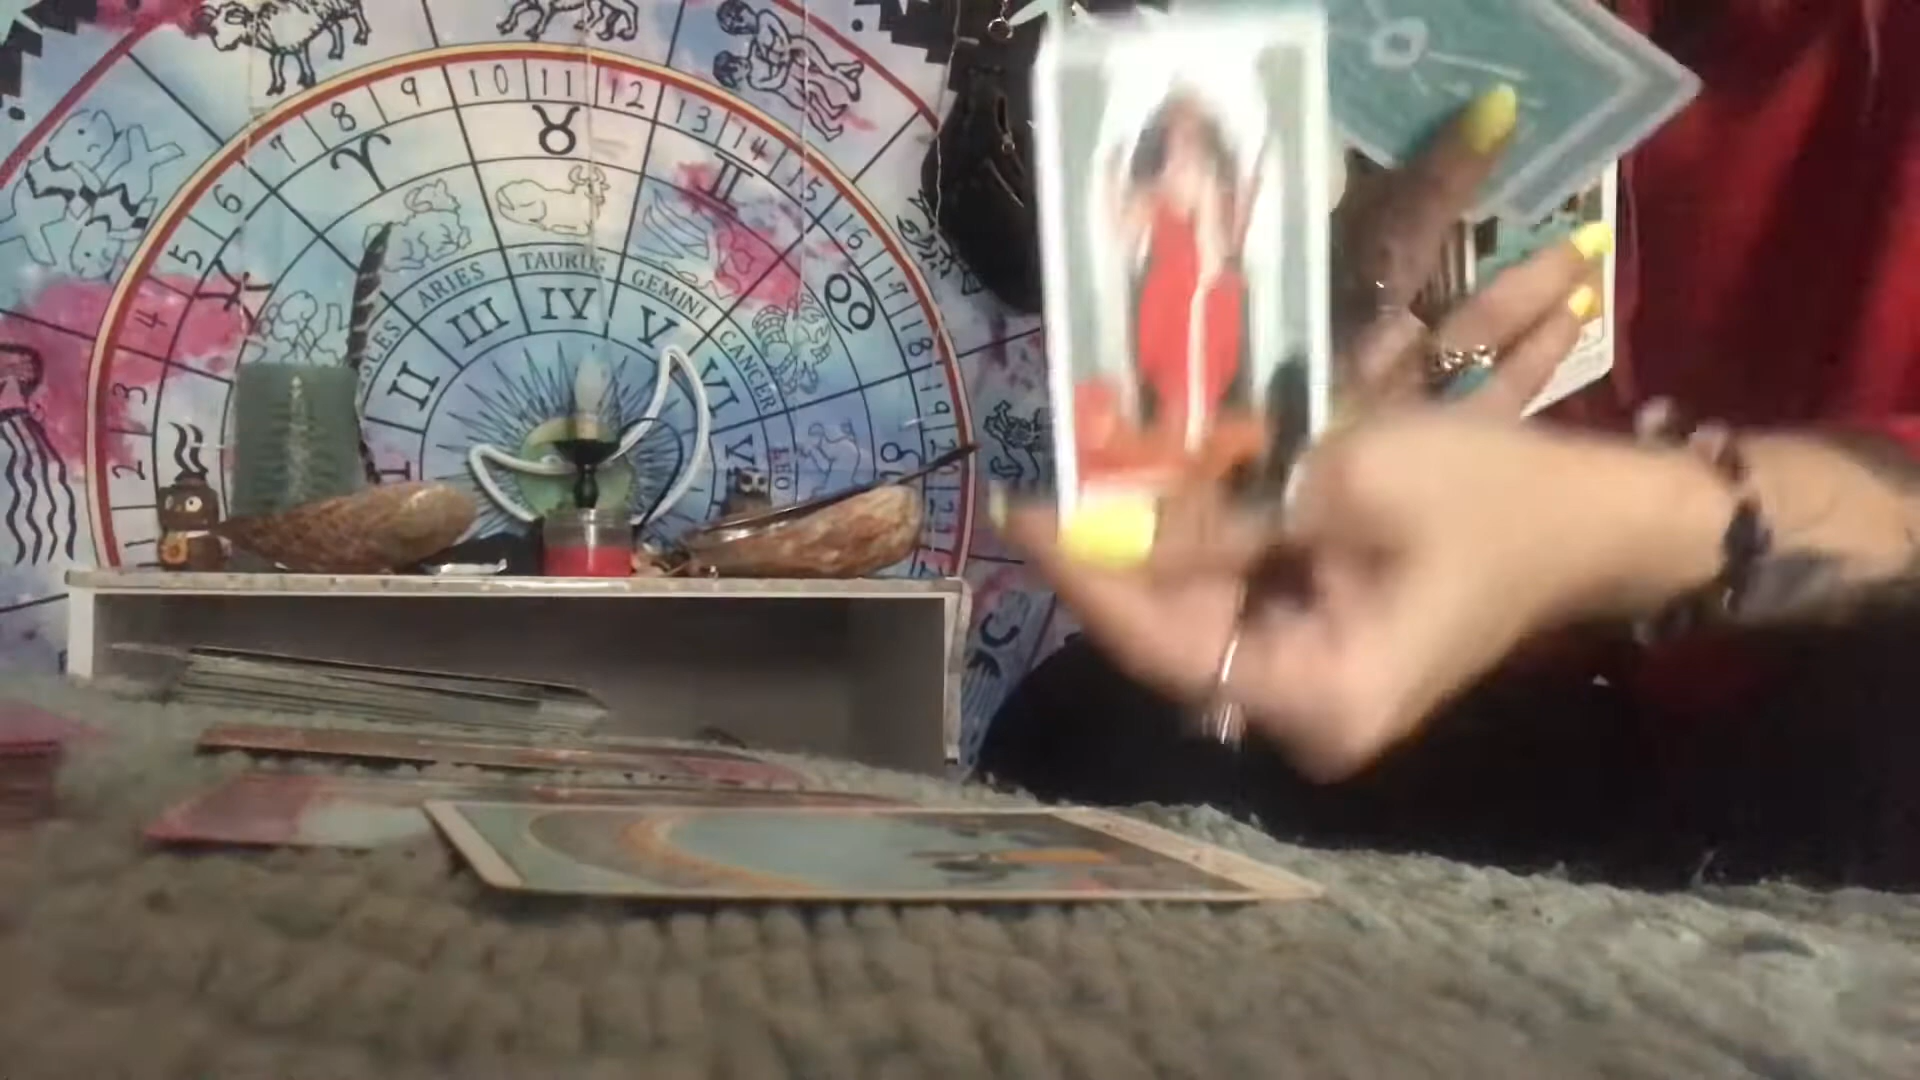 1 2 3 4 5 6 7 8 9 10 11 12 13 14 15 16 17 18 19
ARIES TAURUS GEMINI CANCER LEO
II III IV V VI